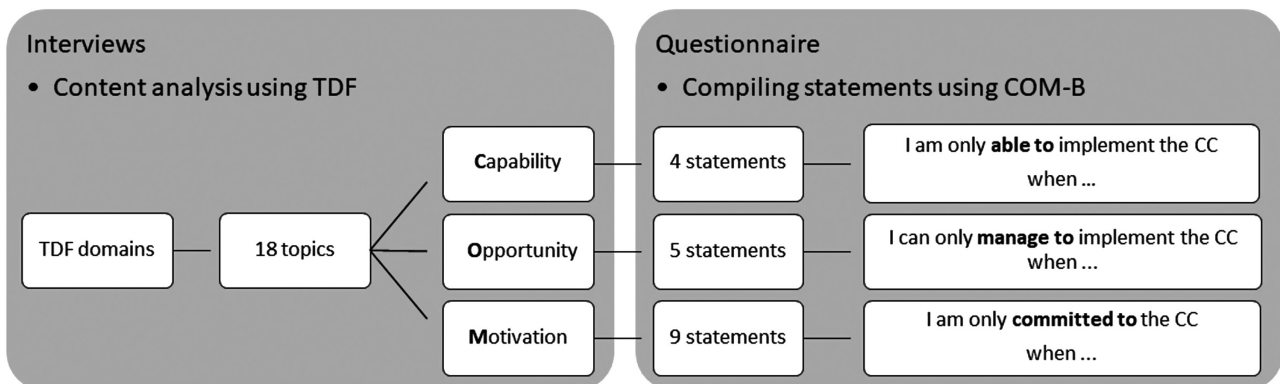 Interviews
• Content analysis using TDF
TDF domains
18 topics
Capability
Opportunity
Motivation
Questionnaire
• Compiling statements using COM-B
4 statements
I am only able to implement the CC
when ...
5 statements
I can only manage to implement the CC
when ...
9 statements
I am only committed to the CC
when ...